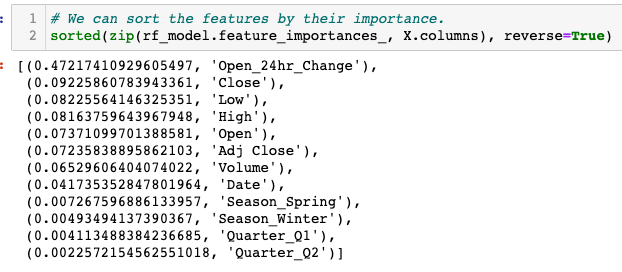 1 # We can sort the features by their importance.
2 sorted(zip(rf_model.feature_importances_, X.columns), reverse=True)
[(0.47217410929605497, 'Open_24hr_Change'),
(0.09225860783943361, 'Close'),
(0.08225564146325351, 'Low'),
(0.08163759643967948, 'High'),
(0.07371099701388581, 'Open'),
(0.07235838895862103, 'Adj Close'),
(0.06529606404074022, 'Volume'),
(0.041735352847801964, 'Date'),
(0.007267596886133957, 'Season_Spring'),
(0.00493494137390367, 'Season_Winter'),
(0.004113488384236685, 'Quarter_Q1'),
(0.0022572154562551018, 'Quarter_Q2')]